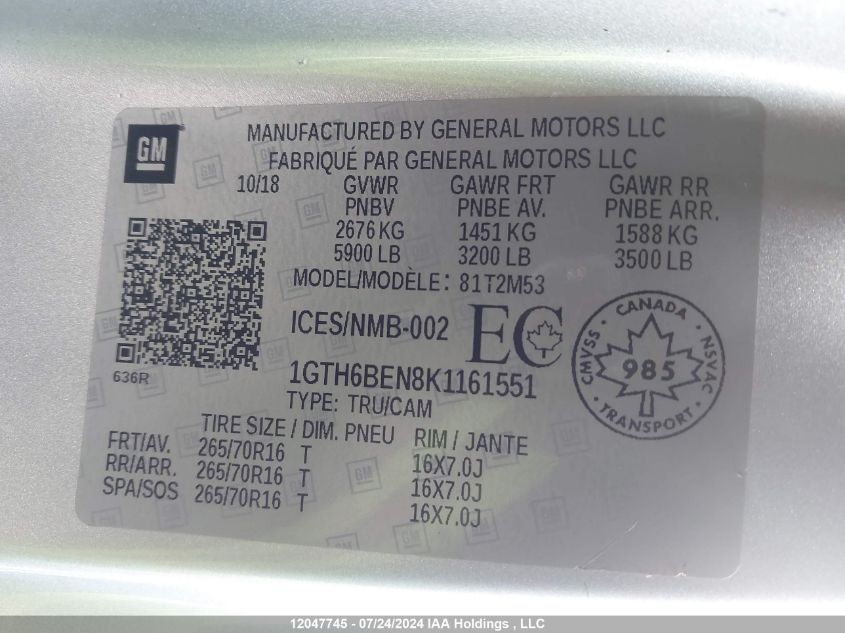 GM
MANUFACTURED BY GENERAL MOTORS LLC
FABRIQUÉ PAR GENERAL MOTORS LLC
10/18 GVWR GAWR FRT GAWR RR
PNBV PNBE AV. PNBE ARR.
2676 KG 1451 KG 1588 KG
5900 LB 3200 LB 3500 LB
MODEL/MODÈLE: 81T2M53
ICES/NMB-002 EC
CANADA
CMVSS 985 NSVAC
TRANSPORT
636R
1GTH6BEN8K1161551
TYPE: TRU/CAM
TIRE SIZE / DIM. PNEU RIM / JANTE
FRT/AV. 265/70R16 T 16X7.0J
RR/ARR. 265/70R16 T 16X7.0J
SPA/SOS 265/70R16 T 16X7.0J
12047745 - 07/24/2024 IAA Holdings , LLC